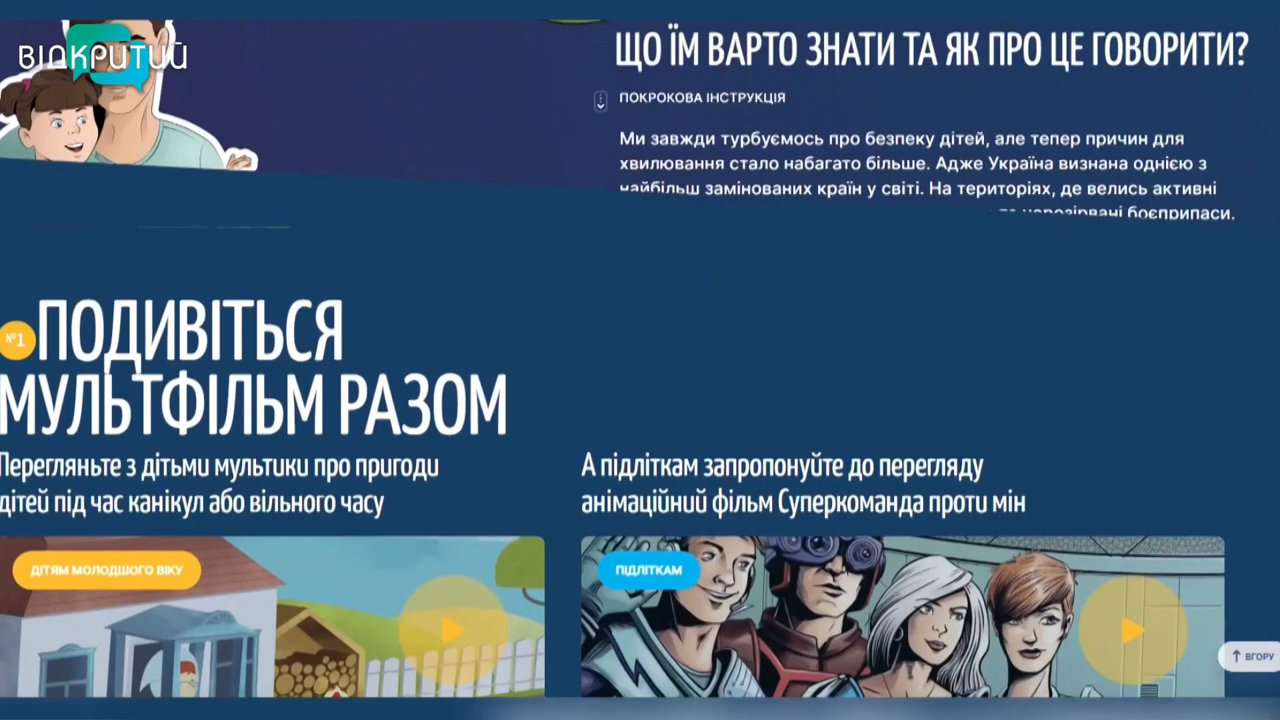 ВІДКРИТИЙ
ЩО ЇМ ВАРТО ЗНАТИ ТА ЯК ПРО ЦЕ ГОВОРИТИ?
ПОКРОКОВА ІНСТРУКЦІЯ
Ми завжди турбуємось про безпеку дітей, але тепер причин для
хвилювання стало набагато більше. Адже Україна визнана однією з
найбільш замінованих країн у світі. На територіях, де велись активні
та нерозірвані боєприпаси.
№1
ПОДИВІТЬСЯ
МУЛЬТФІЛЬМ РАЗОМ
Перегляньте з дітьми мультики про пригоди
дітей під час канікул або вільного часу
А підліткам запропонуйте до перегляду
анімаційний фільм Суперкоманда проти мін
ДІТЯМ МОЛОДШОГО ВІКУ
ПІДЛІТКАМ
ВГОРУ